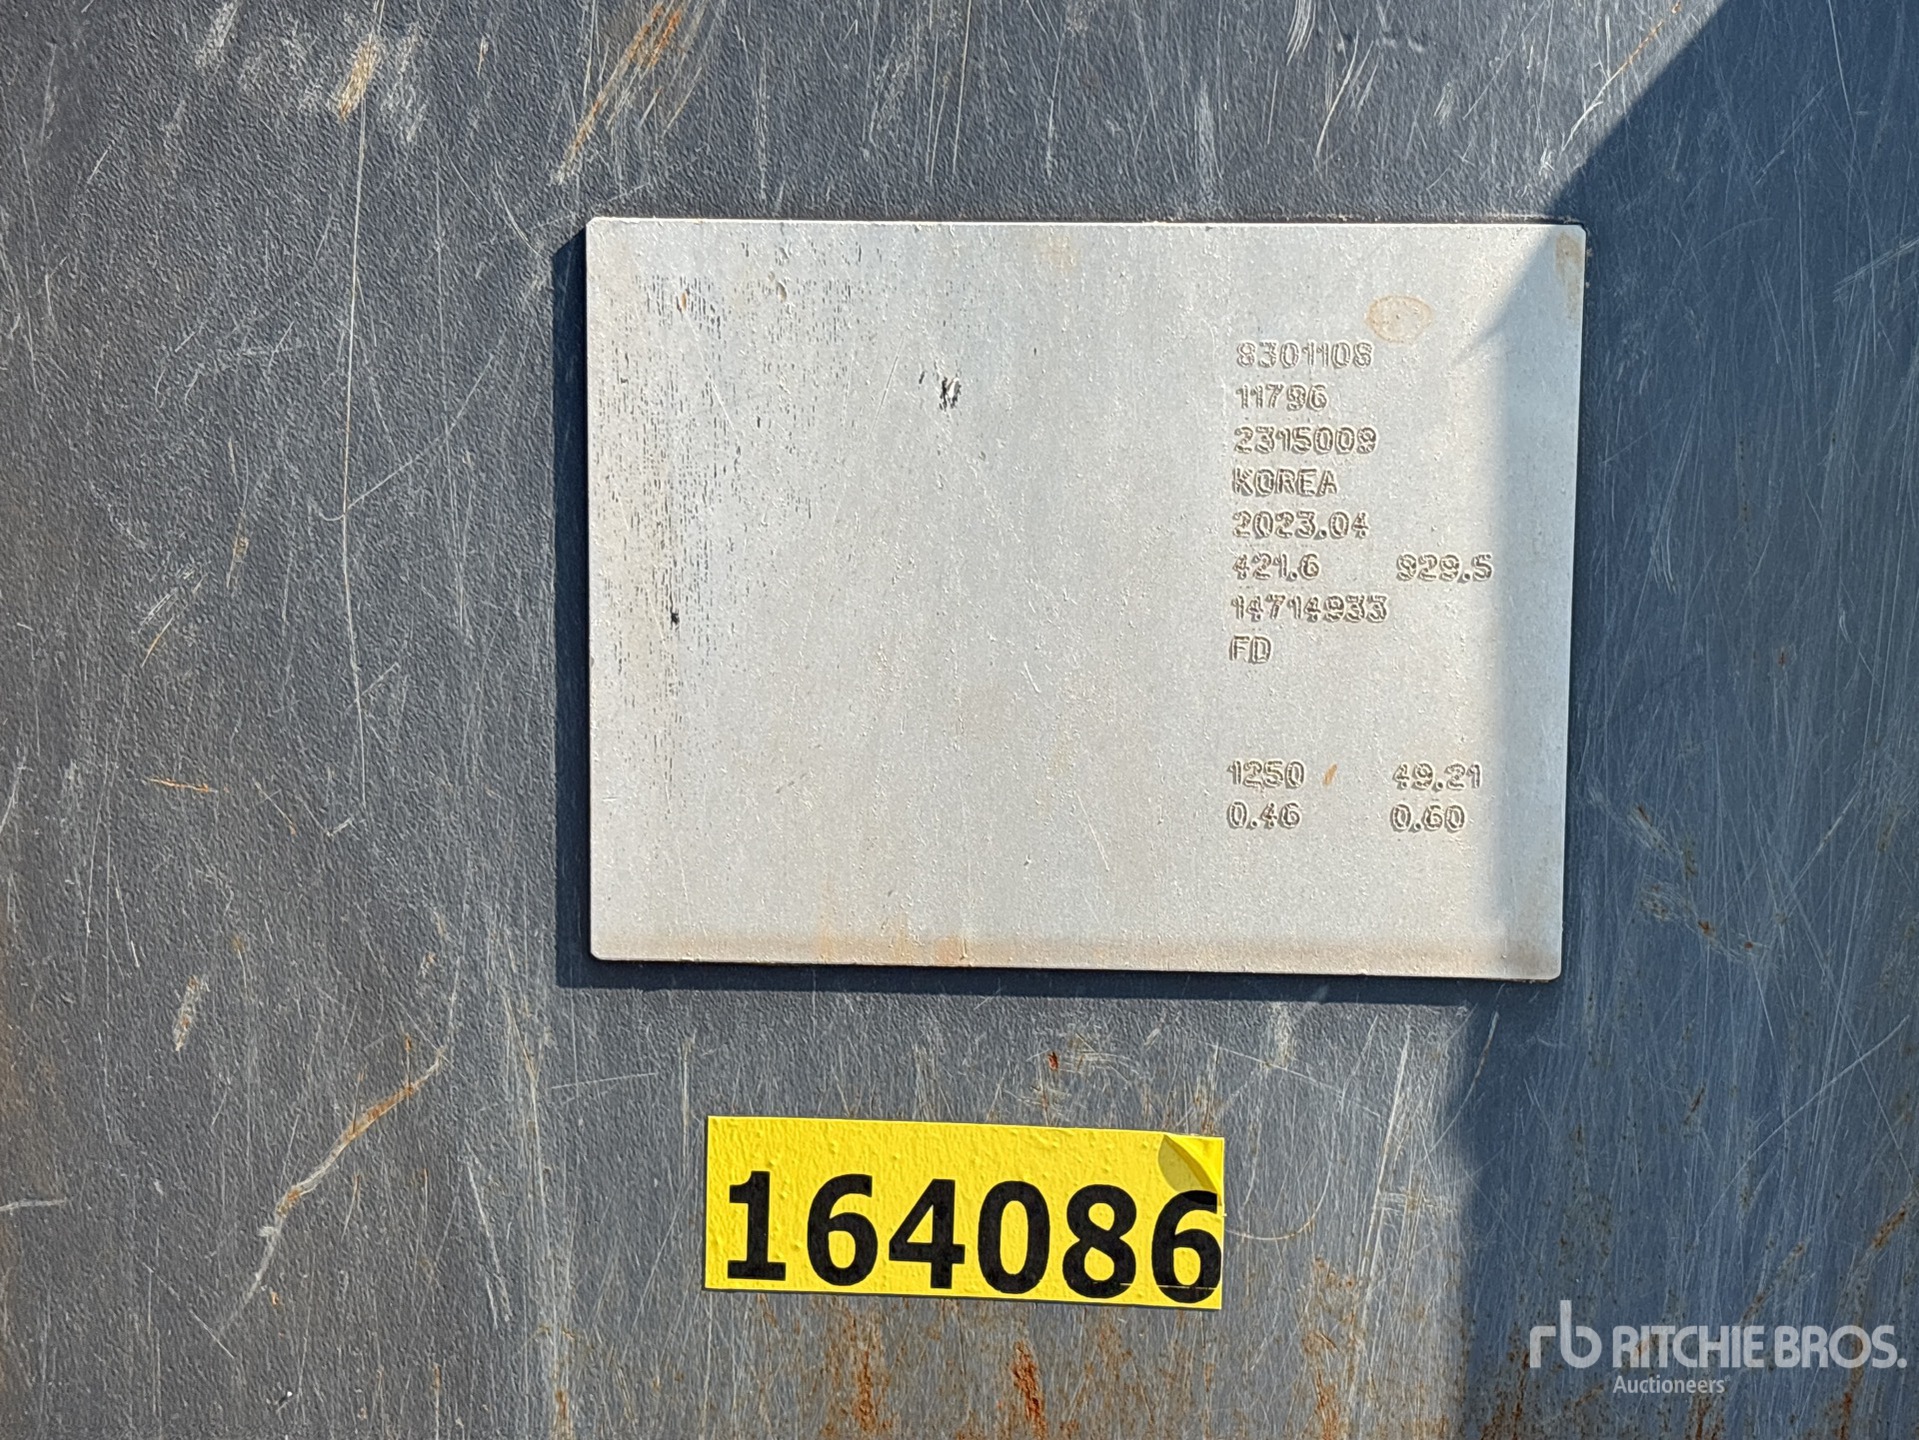 8301108
11796
2315009
KOREA
2023.04
421.6 929.5
14714933
FD
1250 49.21
0.46 0.60
164086
rb RITCHIE BROS.
Auctioneers